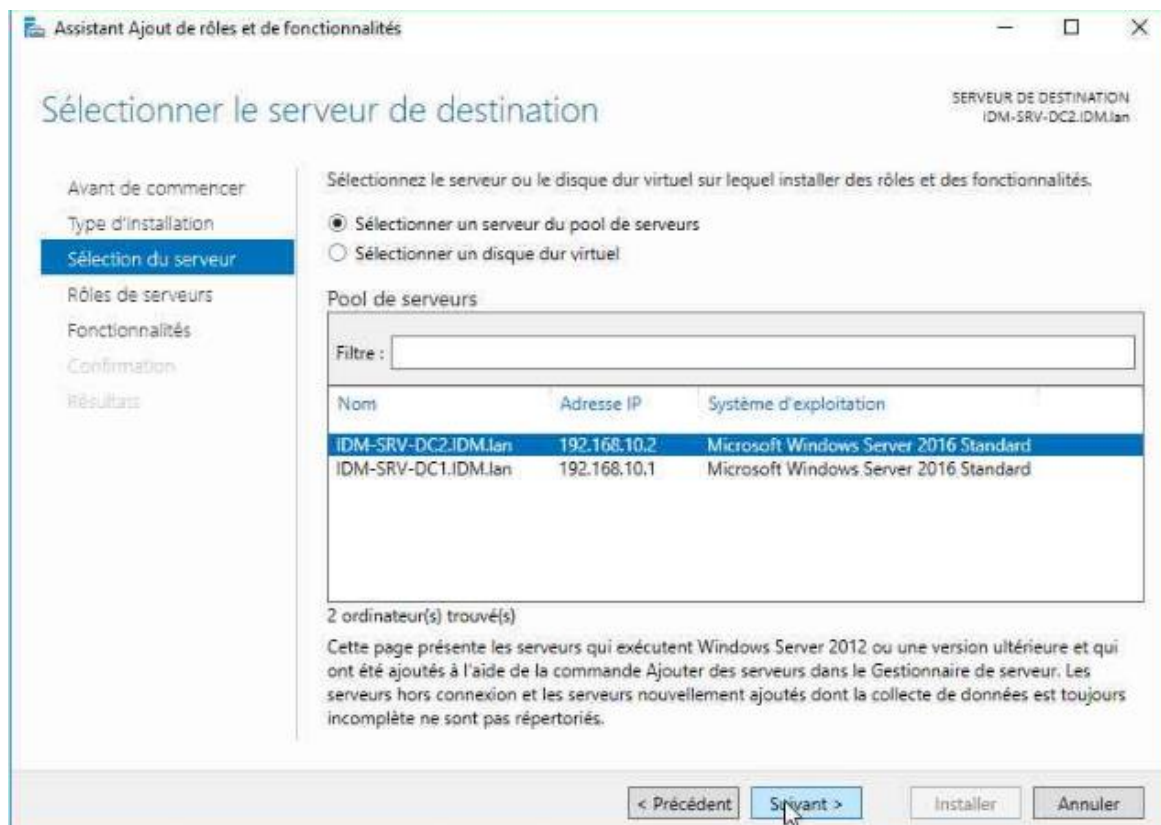 Assistant Ajout de rôles et de fonctionnalités
Sélectionner le serveur de destination
SERVEUR DE DESTINATION
IDM-SRV-DC2.IDM.lan
Avant de commencer
Type d'installation
Sélection du serveur
Rôles de serveurs
Fonctionnalités
Confirmation
Résultats
Sélectionnez le serveur ou le disque dur virtuel sur lequel installer des rôles et des fonctionnalités.
Sélectionner un serveur du pool de serveurs
Sélectionner un disque dur virtuel
Pool de serveurs
Filtre :
Nom Adresse IP Système d'exploitation
IDM-SRV-DC2.IDM.lan 192.168.10.2 Microsoft Windows Server 2016 Standard
IDM-SRV-DC1.IDM.lan 192.168.10.1 Microsoft Windows Server 2016 Standard
2 ordinateur(s) trouvé(s)
Cette page présente les serveurs qui exécutent Windows Server 2012 ou une version ultérieure et qui
ont été ajoutés à l'aide de la commande Ajouter des serveurs dans le Gestionnaire de serveur. Les
serveurs hors connexion et les serveurs nouvellement ajoutés dont la collecte de données est toujours
incomplète ne sont pas répertoriés.
< Précédent Suivant > Installer Annuler